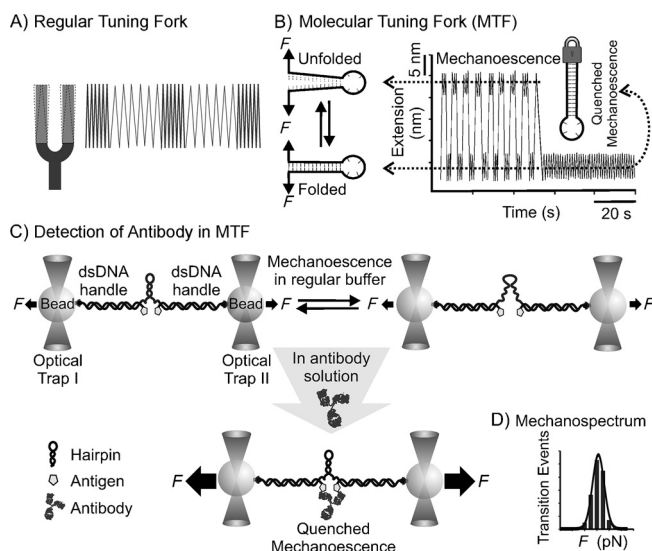 A) Regular Tuning Fork
B) Molecular Tuning Fork (MTF)
F
Unfolded
F
F
Folded
F
Extension
(nm)
5 nm
Mechanoescence
Quenched
Mechanoescence
Time (s)
20 s
C) Detection of Antibody in MTF
dsDNA
handle
dsDNA
handle
F
Bead
Bead
F
Optical
Trap I
Optical
Trap II
Mechanoescence
in regular buffer
F
F
In antibody
solution
Hairpin
Antigen
Antibody
F
F
Quenched
Mechanoescence
D) Mechanospectrum
Transition Events
F (pN)